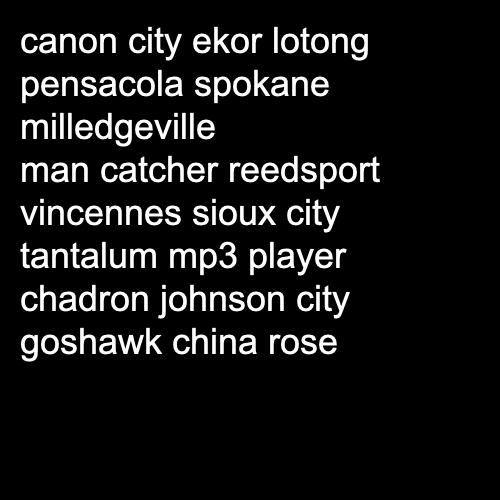 canon city ekor lotong
pensacola spokane
milledgeville
man catcher reedsport
vincennes sioux city
tantalum mp3 player
chadron johnson city
goshawk china rose